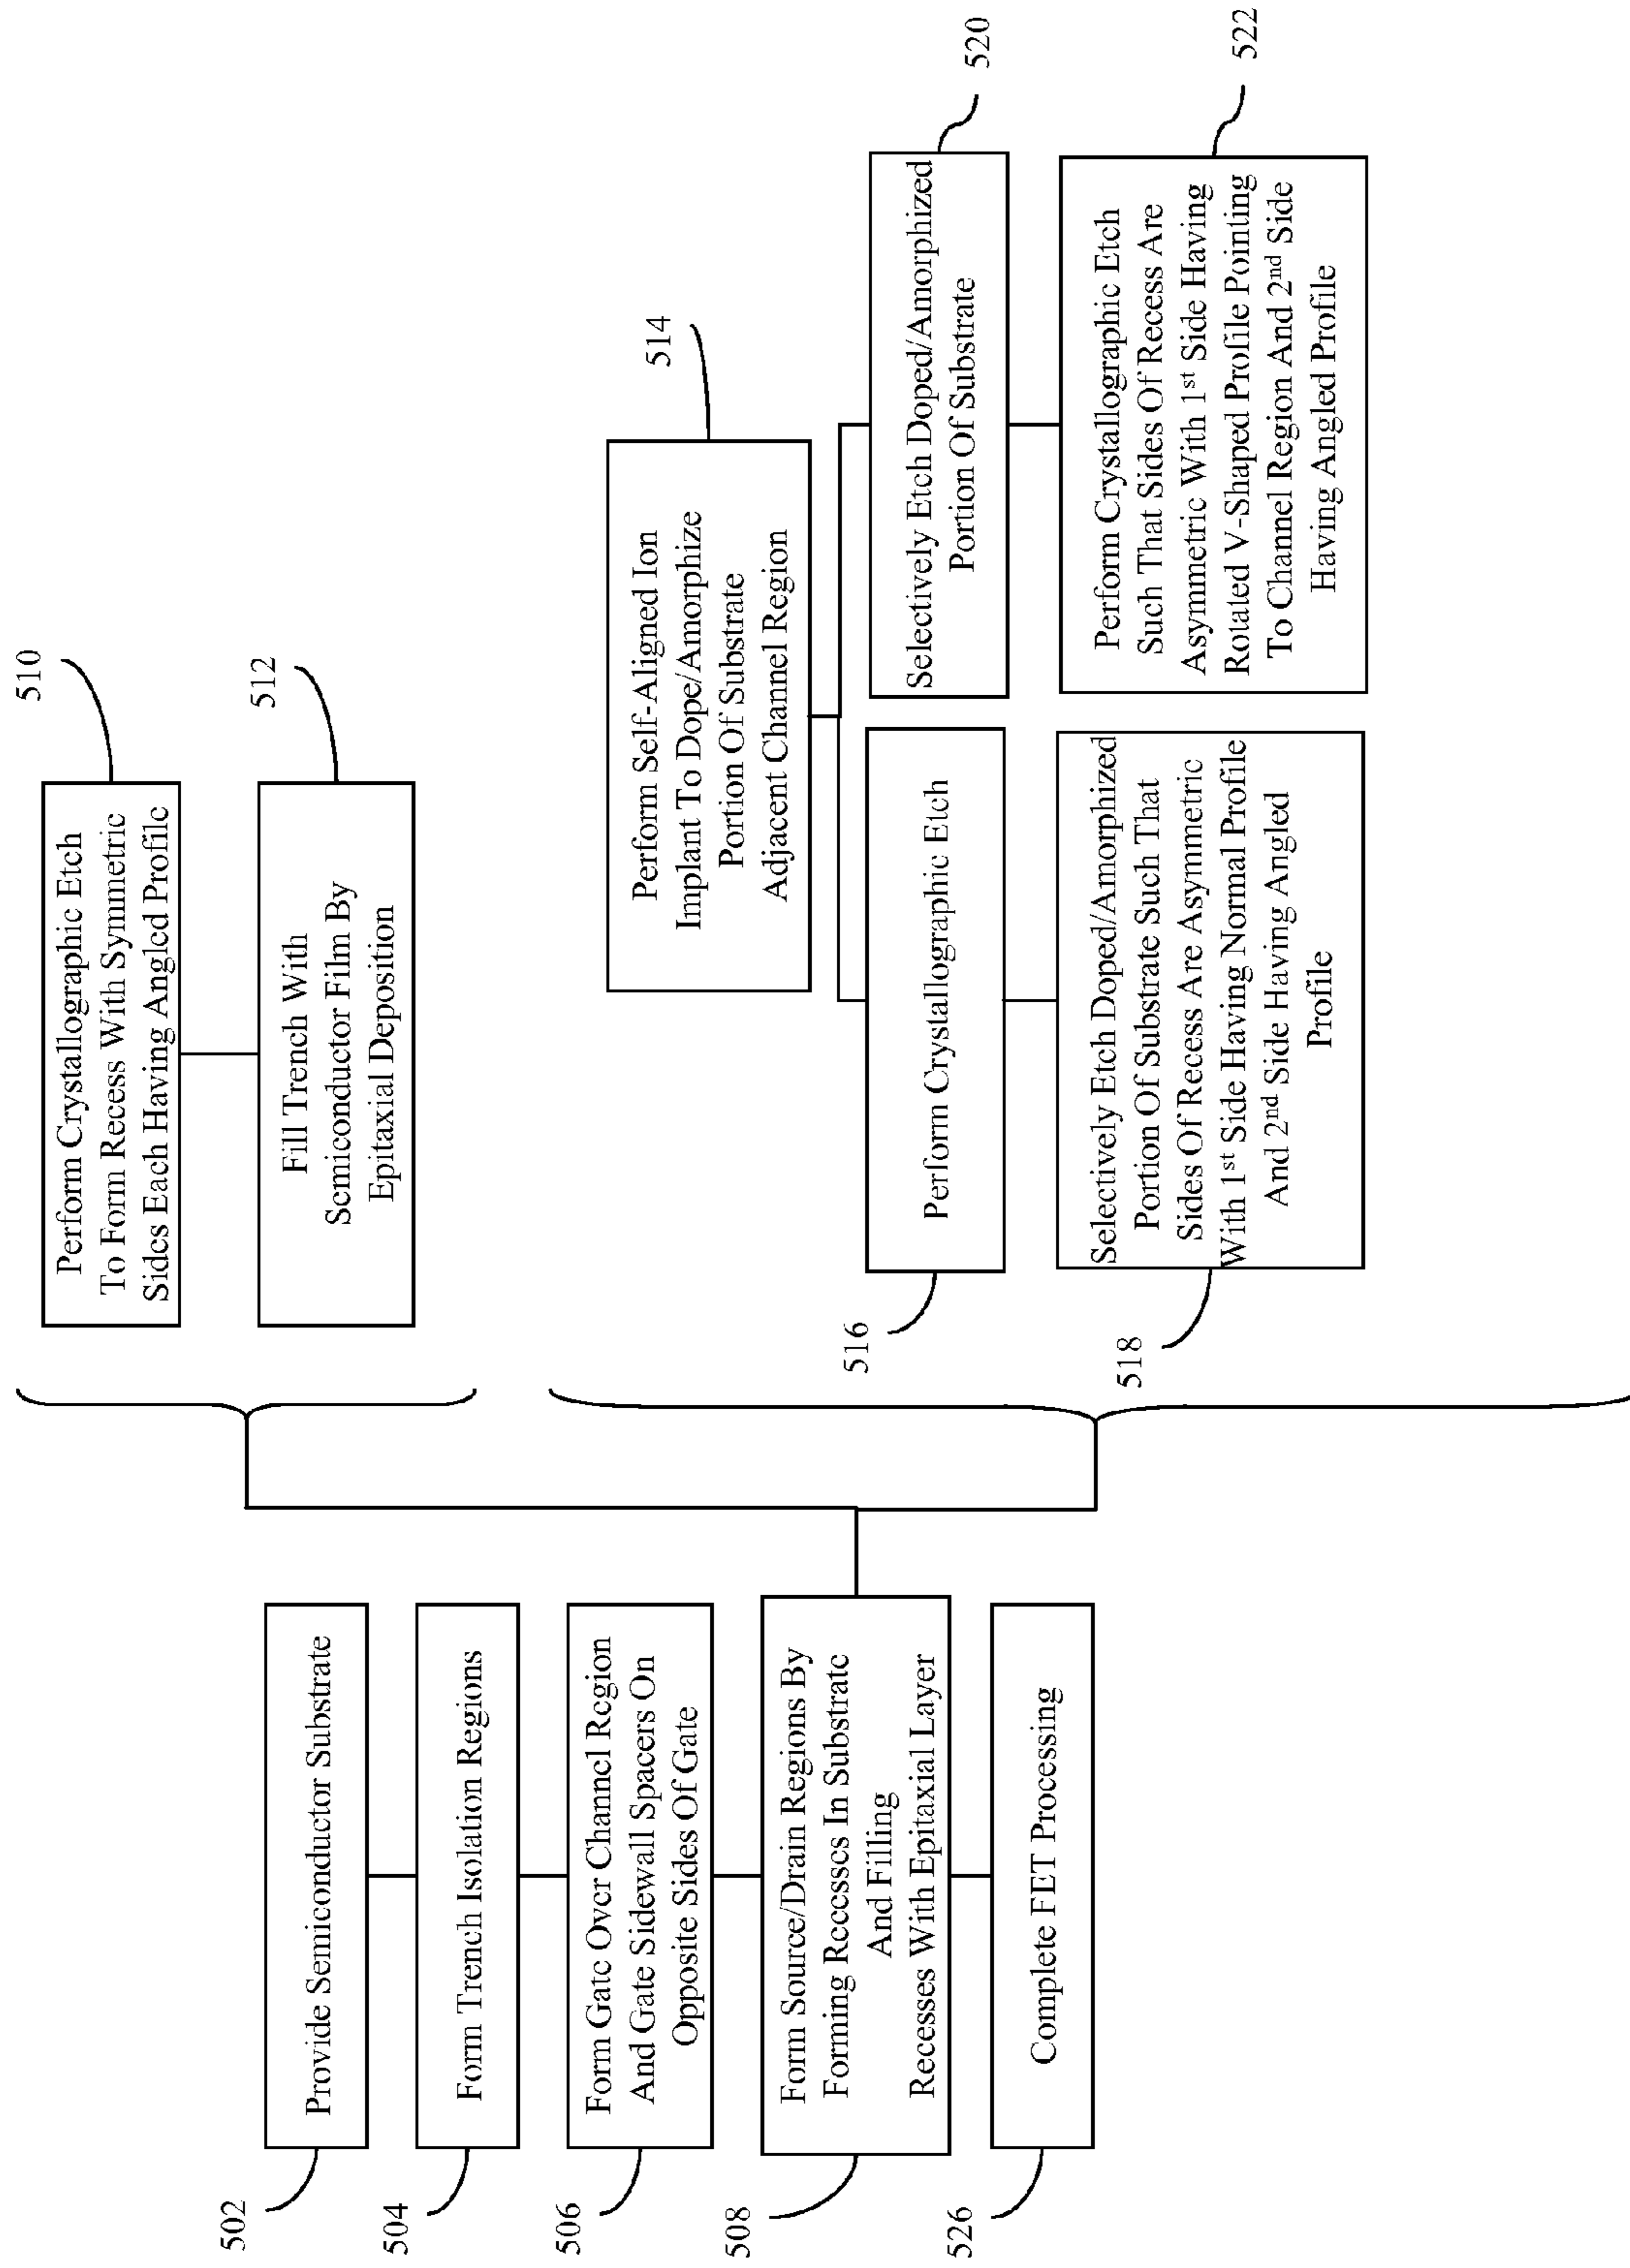 502
Provide Semiconductor Substrate
504
Form Trench Isolation Regions
506
Form Gate Over Channel Region
And Gate Sidewall Spacers On
Opposite Sides Of Gate
508
Form Source/Drain Regions By
Forming Recesses In Substrate
And Filling
Recesses With Epitaxial Layer
526
Complete FET Processing
510
Perform Crystallographic Etch
To Form Recess With Symmetric
Sides Each Having Angled Profile
512
Fill Trench With
Semiconductor Film By
Epitaxial Deposition
514
Perform Self-Aligned Ion
Implant To Dope/Amorphize
Portion Of Substrate
Adjacent Channel Region
516
Perform Crystallographic Etch
518
Selectively Etch Doped/Amorphized
Portion Of Substrate Such That
Sides Of Recess Are Asymmetric
With 1st Side Having Normal Profile
And 2nd Side Having Angled
Profile
520
Selectively Etch Doped/Amorphized
Portion Of Substrate
522
Perform Crystallographic Etch
Such That Sides Of Recess Are
Asymmetric With 1st Side Having
Rotated V-Shaped Profile Pointing
To Channel Region And 2nd Side
Having Angled Profile